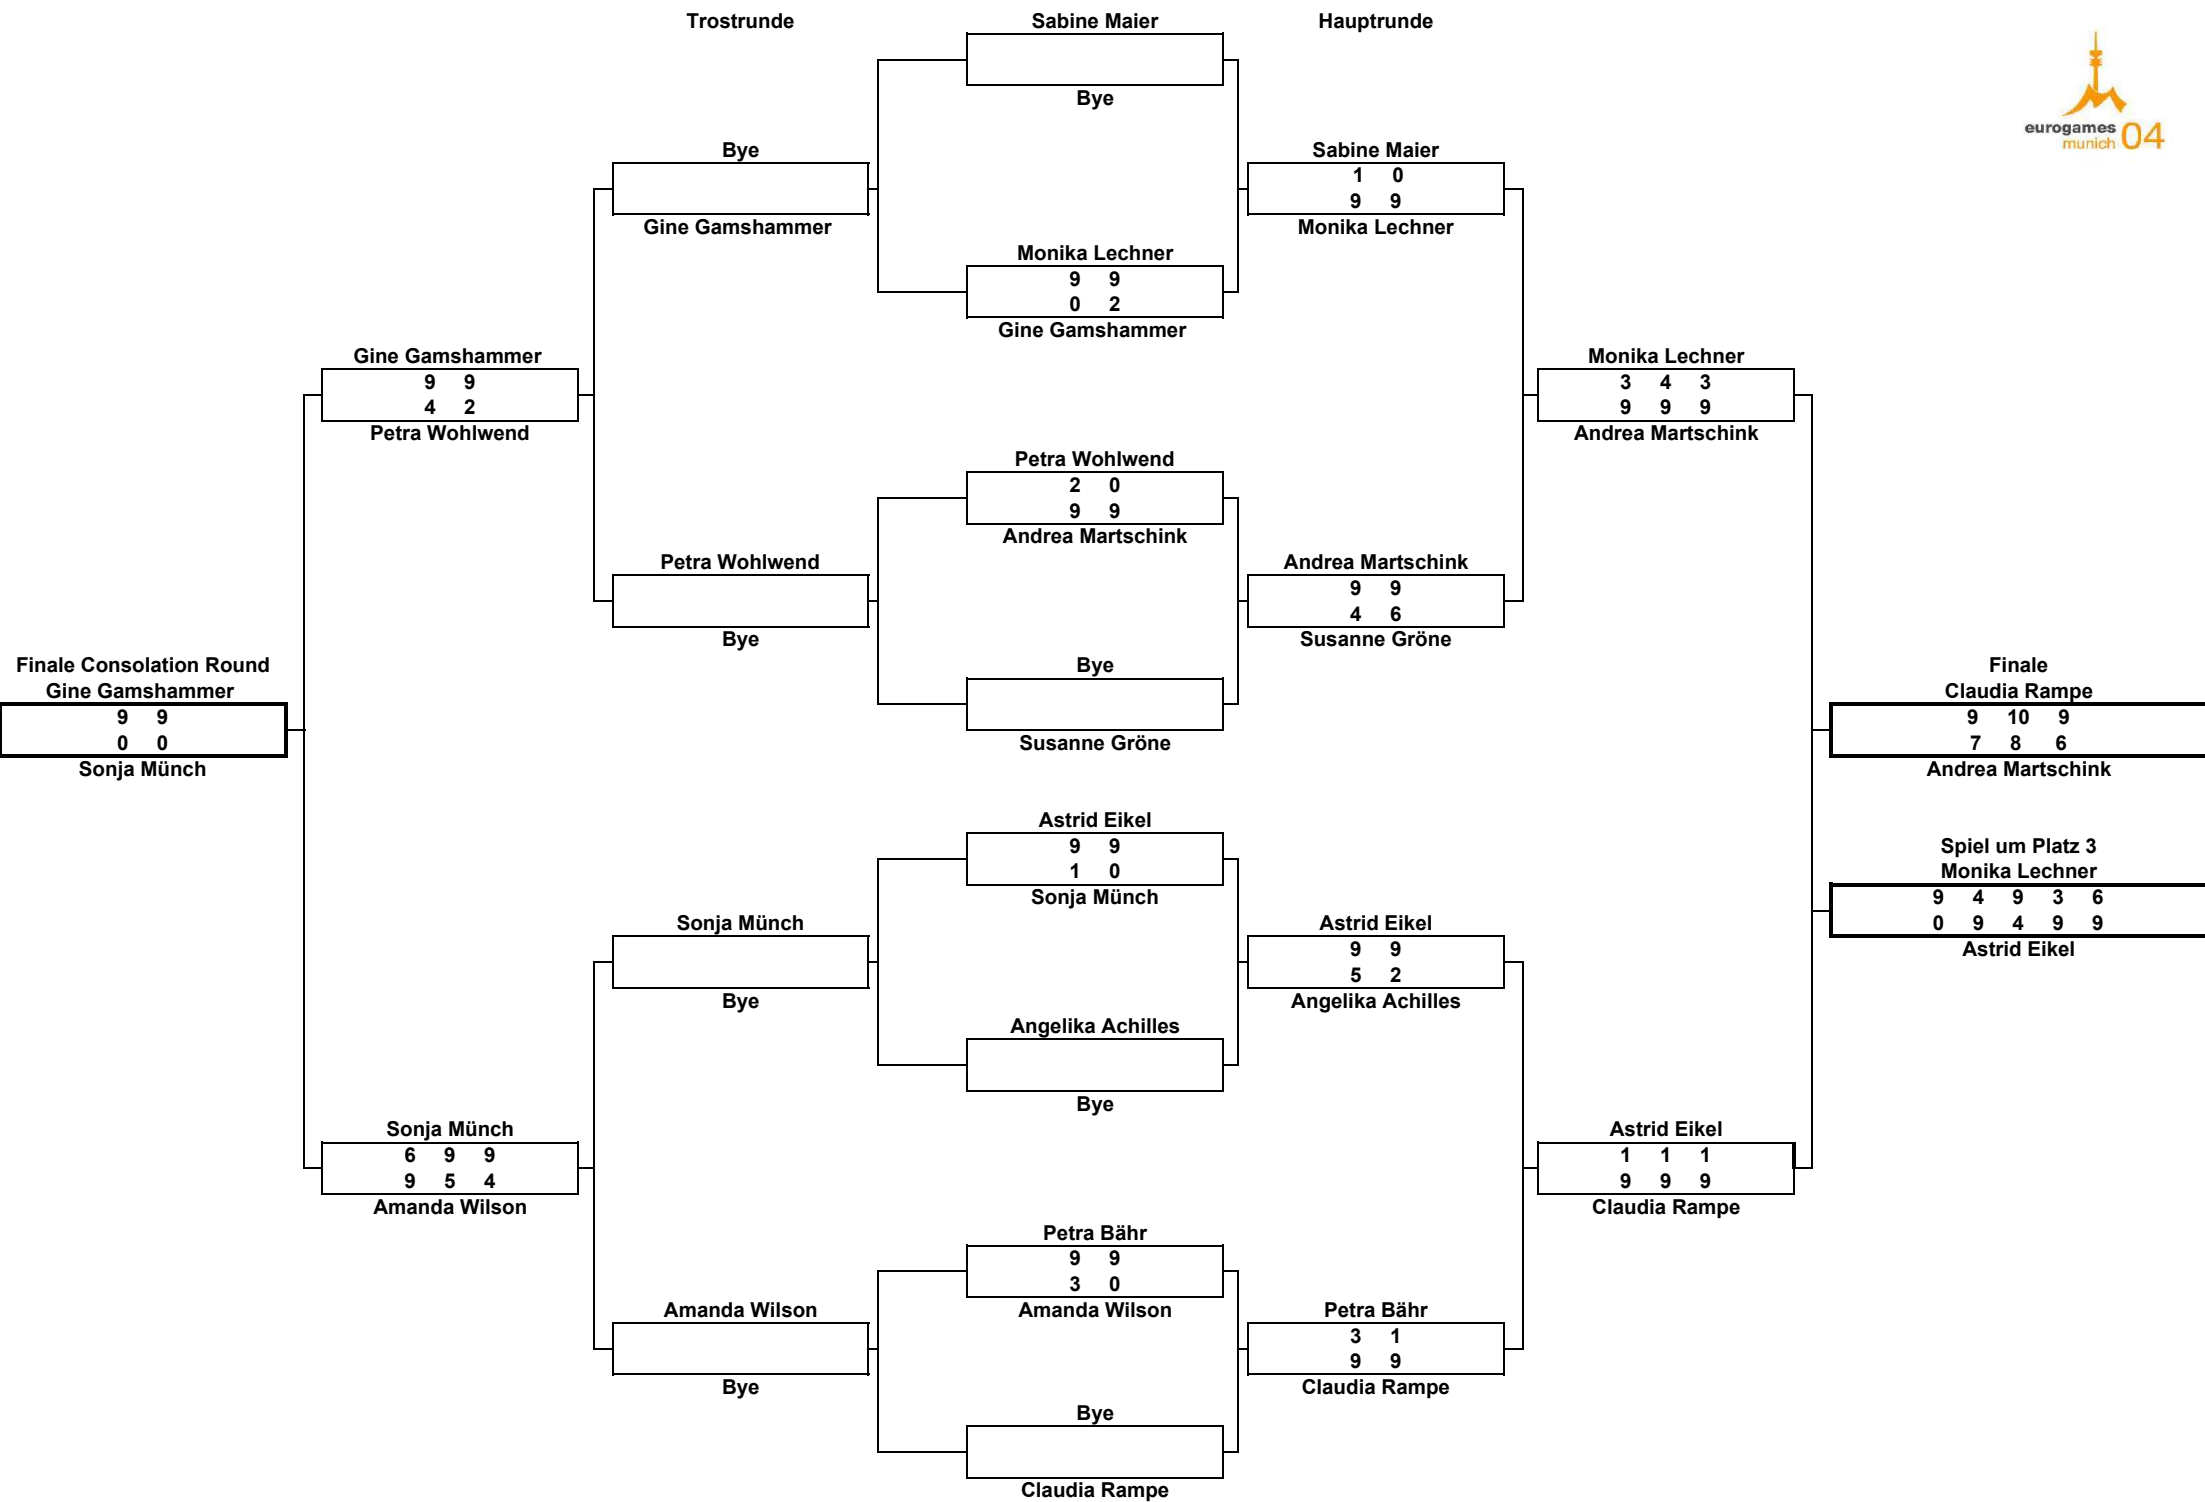 Trostrunde
Sabine Maier
Hauptrunde
Bye
eurogames
munich 04
Bye
Gine Gamshammer
Sabine Maier
1 0
9 9
Monika Lechner
Monika Lechner
9 9
0 2
Gine Gamshammer
Gine Gamshammer
9 9
4 2
Petra Wohlwend
Monika Lechner
3 4 3
9 9 9
Andrea Martschink
Petra Wohlwend
2 0
9 9
Andrea Martschink
Petra Wohlwend
Bye
Andrea Martschink
9 9
4 6
Susanne Gröne
Bye
Susanne Gröne
Finale Consolation Round
Gine Gamshammer
9 9
0 0
Sonja Münch
Finale
Claudia Rampe
9 10 9
7 8 6
Andrea Martschink
Astrid Eikel
9 9
1 0
Sonja Münch
Spiel um Platz 3
Monika Lechner
9 4 9 3 6
0 9 4 9 9
Astrid Eikel
Sonja Münch
Bye
Astrid Eikel
9 9
5 2
Angelika Achilles
Angelika Achilles
Bye
Sonja Münch
6 9 9
9 5 4
Amanda Wilson
Astrid Eikel
1 1 1
9 9 9
Claudia Rampe
Petra Bähr
9 9
3 0
Amanda Wilson
Amanda Wilson
Bye
Petra Bähr
3 1
9 9
Claudia Rampe
Bye
Claudia Rampe